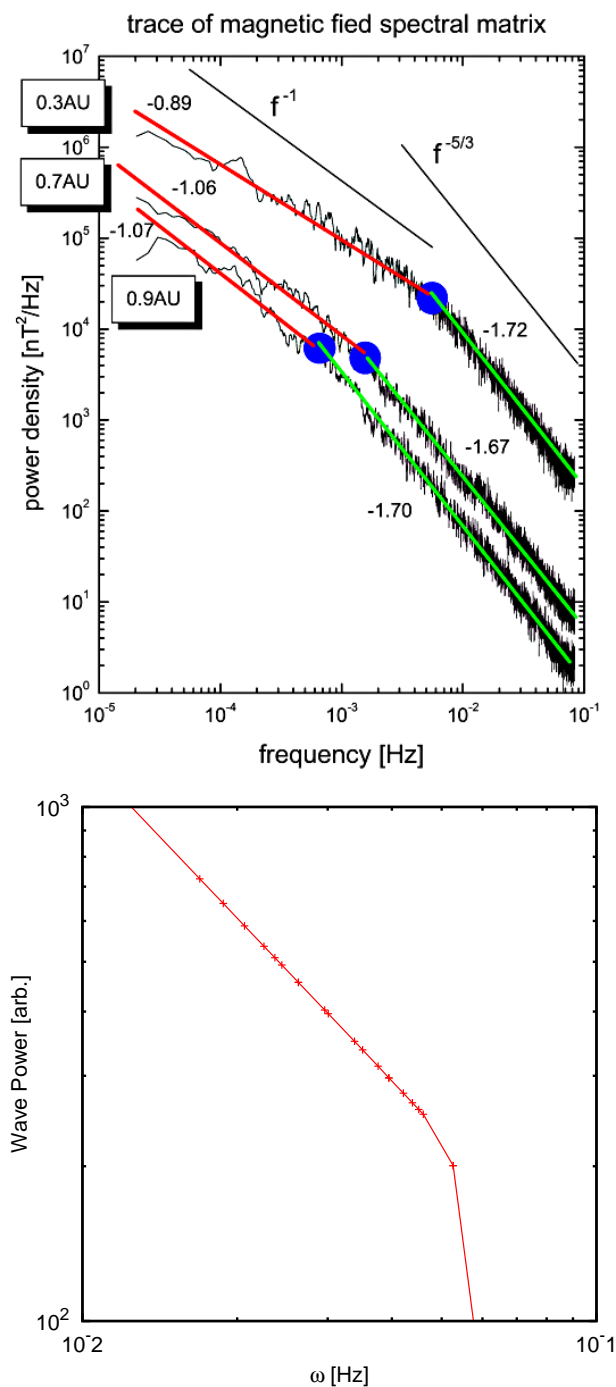 trace of magnetic fied spectral matrix
10^7
0.3AU
-0.89
f^-1
10^6
f^-5/3
0.7AU
-1.06
10^5
-1.07
0.9AU
10^4
-1.72
10^3
-1.67
-1.70
10^2
10^1
10^0
power density [nT^-2/Hz]
10^-5
10^-4
10^-3
10^-2
10^-1
frequency [Hz]
10^3
Wave Power [arb.]
10^2
10^-2
10^-1
ω [Hz]